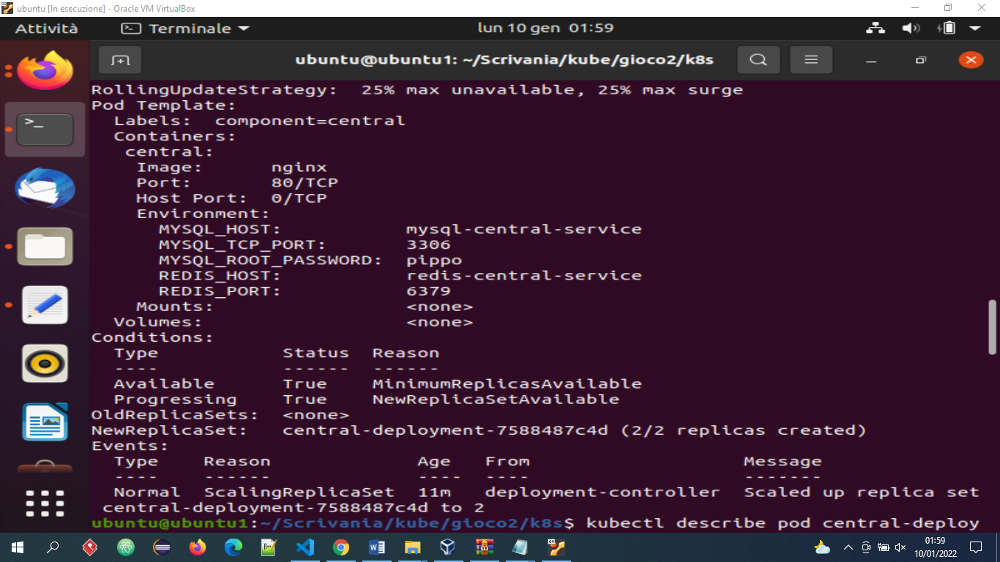 ubuntu [In esecuzione] - Oracle VM VirtualBox
Attività Terminale lun 10 gen 01:59
ubuntu@ubuntu1: ~/Scrivania/kube/gioco2/k8s
RollingUpdateStrategy: 25% max unavailable, 25% max surge
Pod Template:
Labels: component=central
Containers:
central:
Image: nginx
Port: 80/TCP
Host Port: 0/TCP
Environment:
MYSQL_HOST: mysql-central-service
MYSQL_TCP_PORT: 3306
MYSQL_ROOT_PASSWORD: pippo
REDIS_HOST: redis-central-service
REDIS_PORT: 6379
Mounts: <none>
Volumes: <none>
Conditions:
Type Status Reason
---- ------ ------
Available True MinimumReplicasAvailable
Progressing True NewReplicaSetAvailable
OldReplicaSets: <none>
NewReplicaSet: central-deployment-7588487c4d (2/2 replicas created)
Events:
Type Reason Age From Message
---- ------ ---- ---- -------
Normal ScalingReplicaSet 11m deployment-controller Scaled up replica set
central-deployment-7588487c4d to 2
ubuntu@ubuntu1:~/Scrivania/kube/gioco2/k8s$ kubectl describe pod central-deploy
01:59
10/01/2022